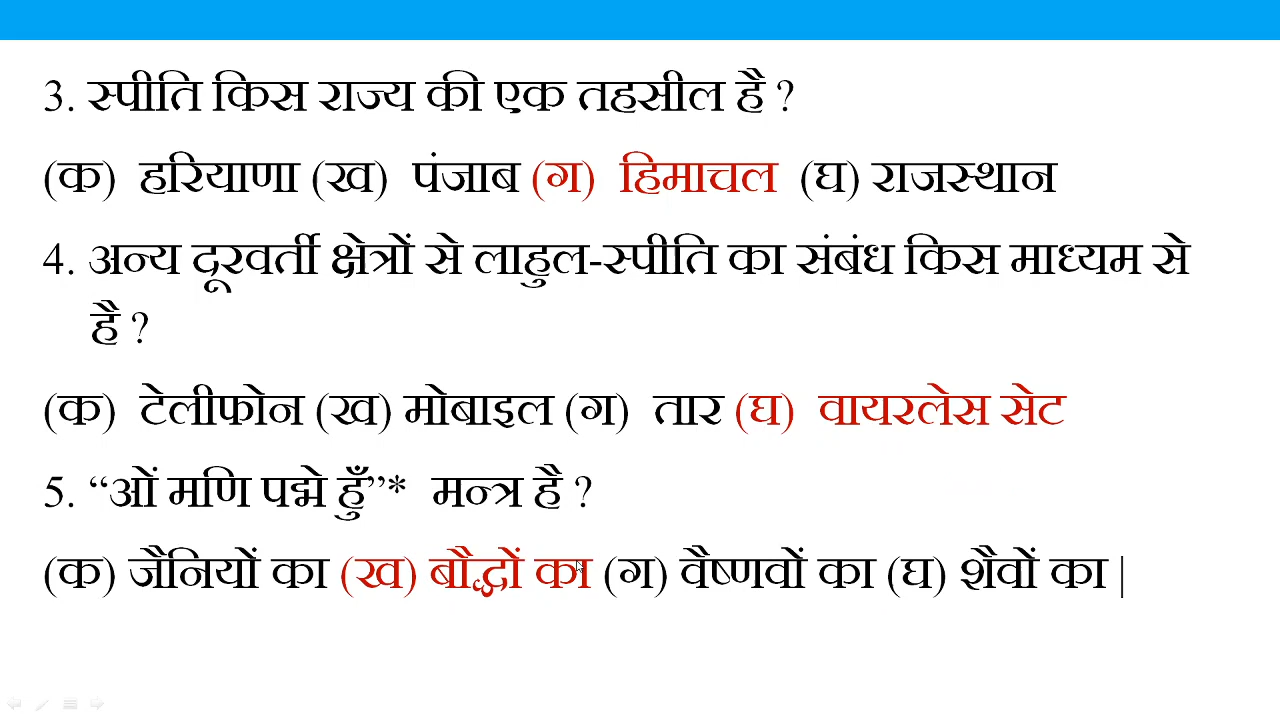 3. स्पीति किस राज्य की एक तहसील है ?
(क) हरियाणा (ख) पंजाब (ग) हिमाचल (घ) राजस्थान
4. अन्य दूरवर्ती क्षेत्रों से लाहुल-स्पीति का संबंध किस माध्यम से
है ?
(क) टेलीफोन (ख) मोबाइल (ग) तार (घ) वायरलेस सेट
5. “ओं मणि पद्मे हुँ”* मन्त्र है ?
(क) जैनियों का (ख) बौद्धों का (ग) वैष्णवों का (घ) शैवों का |